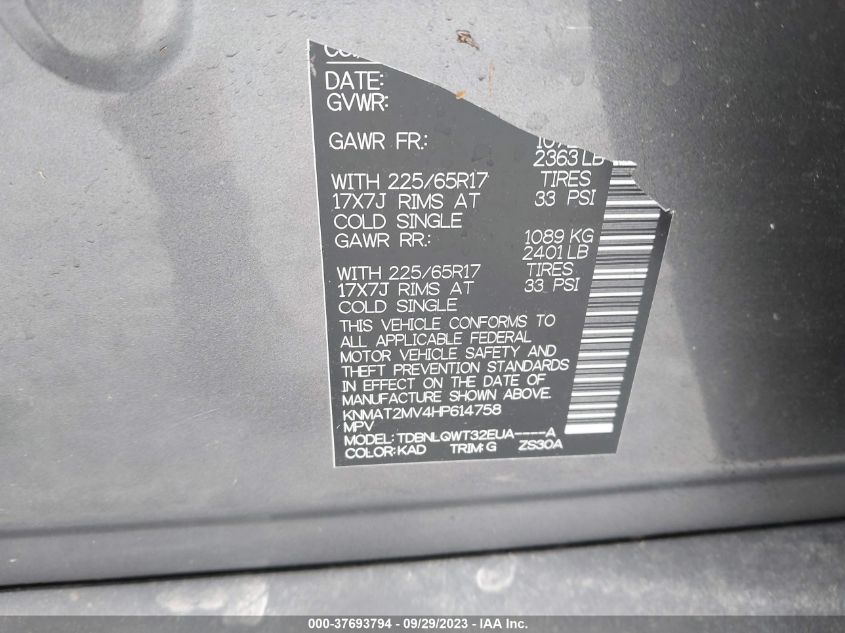 DATE:
GVWR:
GAWR FR.:
2363 LB
WITH 225/65R17 TIRES
17X7J RIMS AT 33 PSI
COLD SINGLE
GAWR RR.: 1089 KG
2401 LB
WITH 225/65R17 TIRES
17X7J RIMS AT 33 PSI
COLD SINGLE
THIS VEHICLE CONFORMS TO
ALL APPLICABLE FEDERAL
MOTOR VEHICLE SAFETY AND
THEFT PREVENTION STANDARDS
IN EFFECT ON THE DATE OF
MANUFACTURE SHOWN ABOVE.
KNMAT2MV4HP614758
MPV
MODEL: TDBNLQWT32EUA----A
COLOR: KAD TRIM: G ZS30A
000-37693794 - 09/29/2023 - IAA Inc.